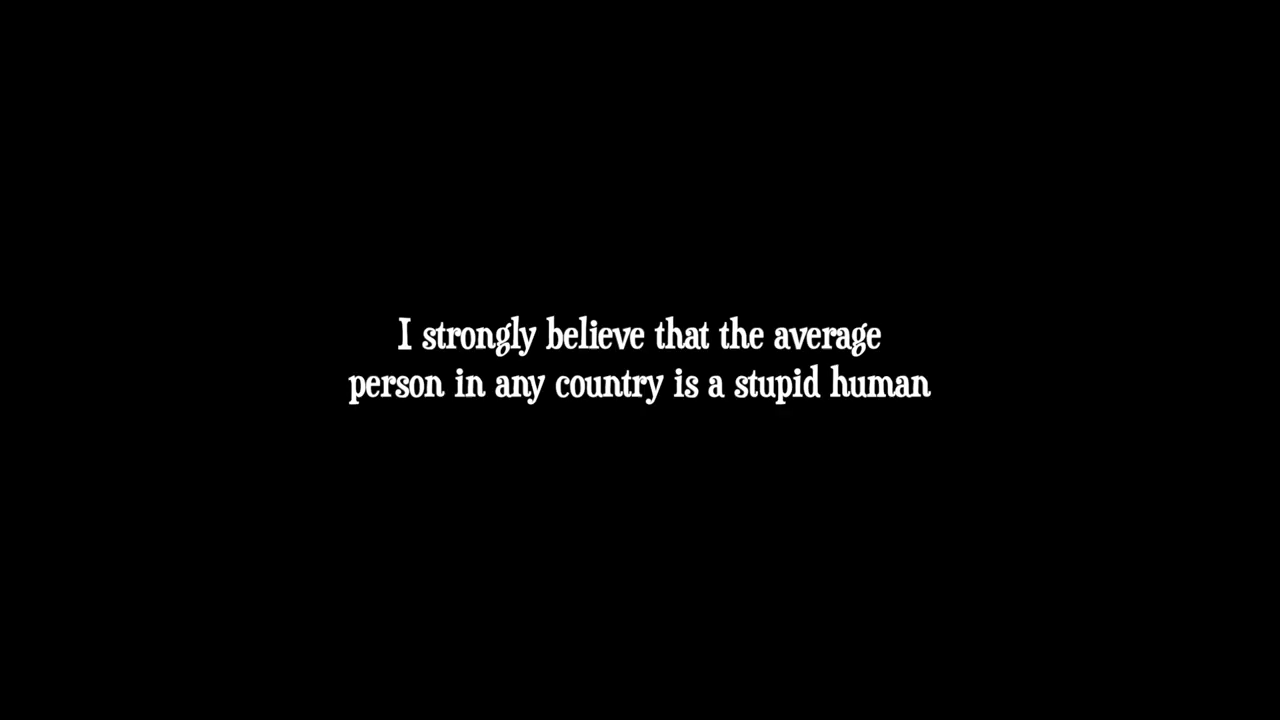 I strongly believe that the average
person in any country is a stupid human